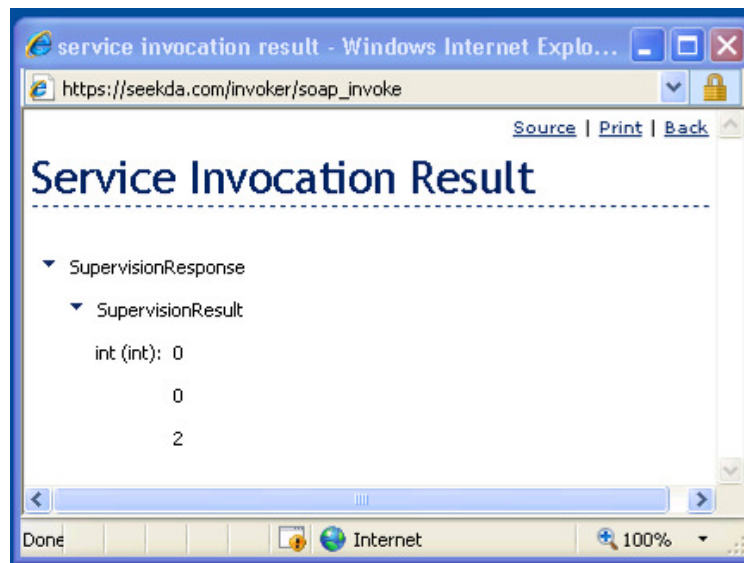 service invocation result - Windows Internet Explo...
https://seekda.com/invoker/soap_invoke
Source | Print | Back
Service Invocation Result
SupervisionResponse
SupervisionResult
int (int): 0
0
2
Done Internet 100%